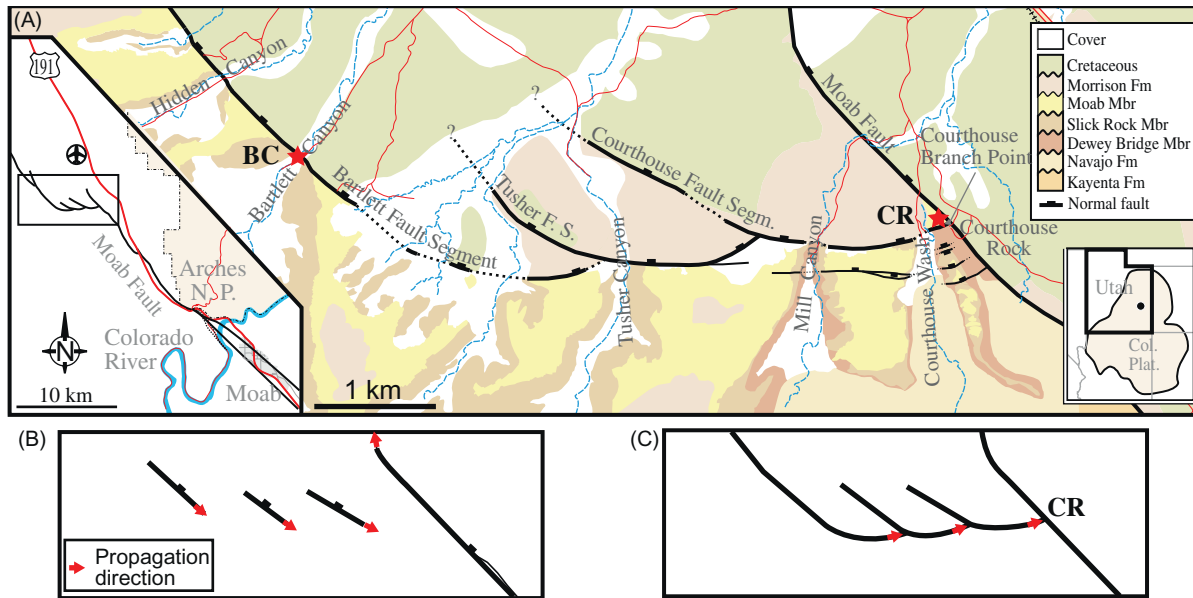 (A)
191
Moab Fault
Arches
N.P.
Colorado
River
Moab
N
10 km
Hidden Canyon
BC
Bartlett Canyon
Bartlett Fault Segment
?
?
Tusher F. S.
Courthouse Fault Segm.
Tusher Canyon
Mill Canyon
Moab Fault
Courthouse
Branch Point
CR
Courthouse
Rock
Courthouse Wash
1 km
Cover
Cretaceous
Morrison Fm
Moab Mbr
Slick Rock Mbr
Dewey Bridge Mbr
Navajo Fm
Kayenta Fm
Normal fault
Utan
Col.
Plat.
(B)
Propagation
direction
(C)
CR